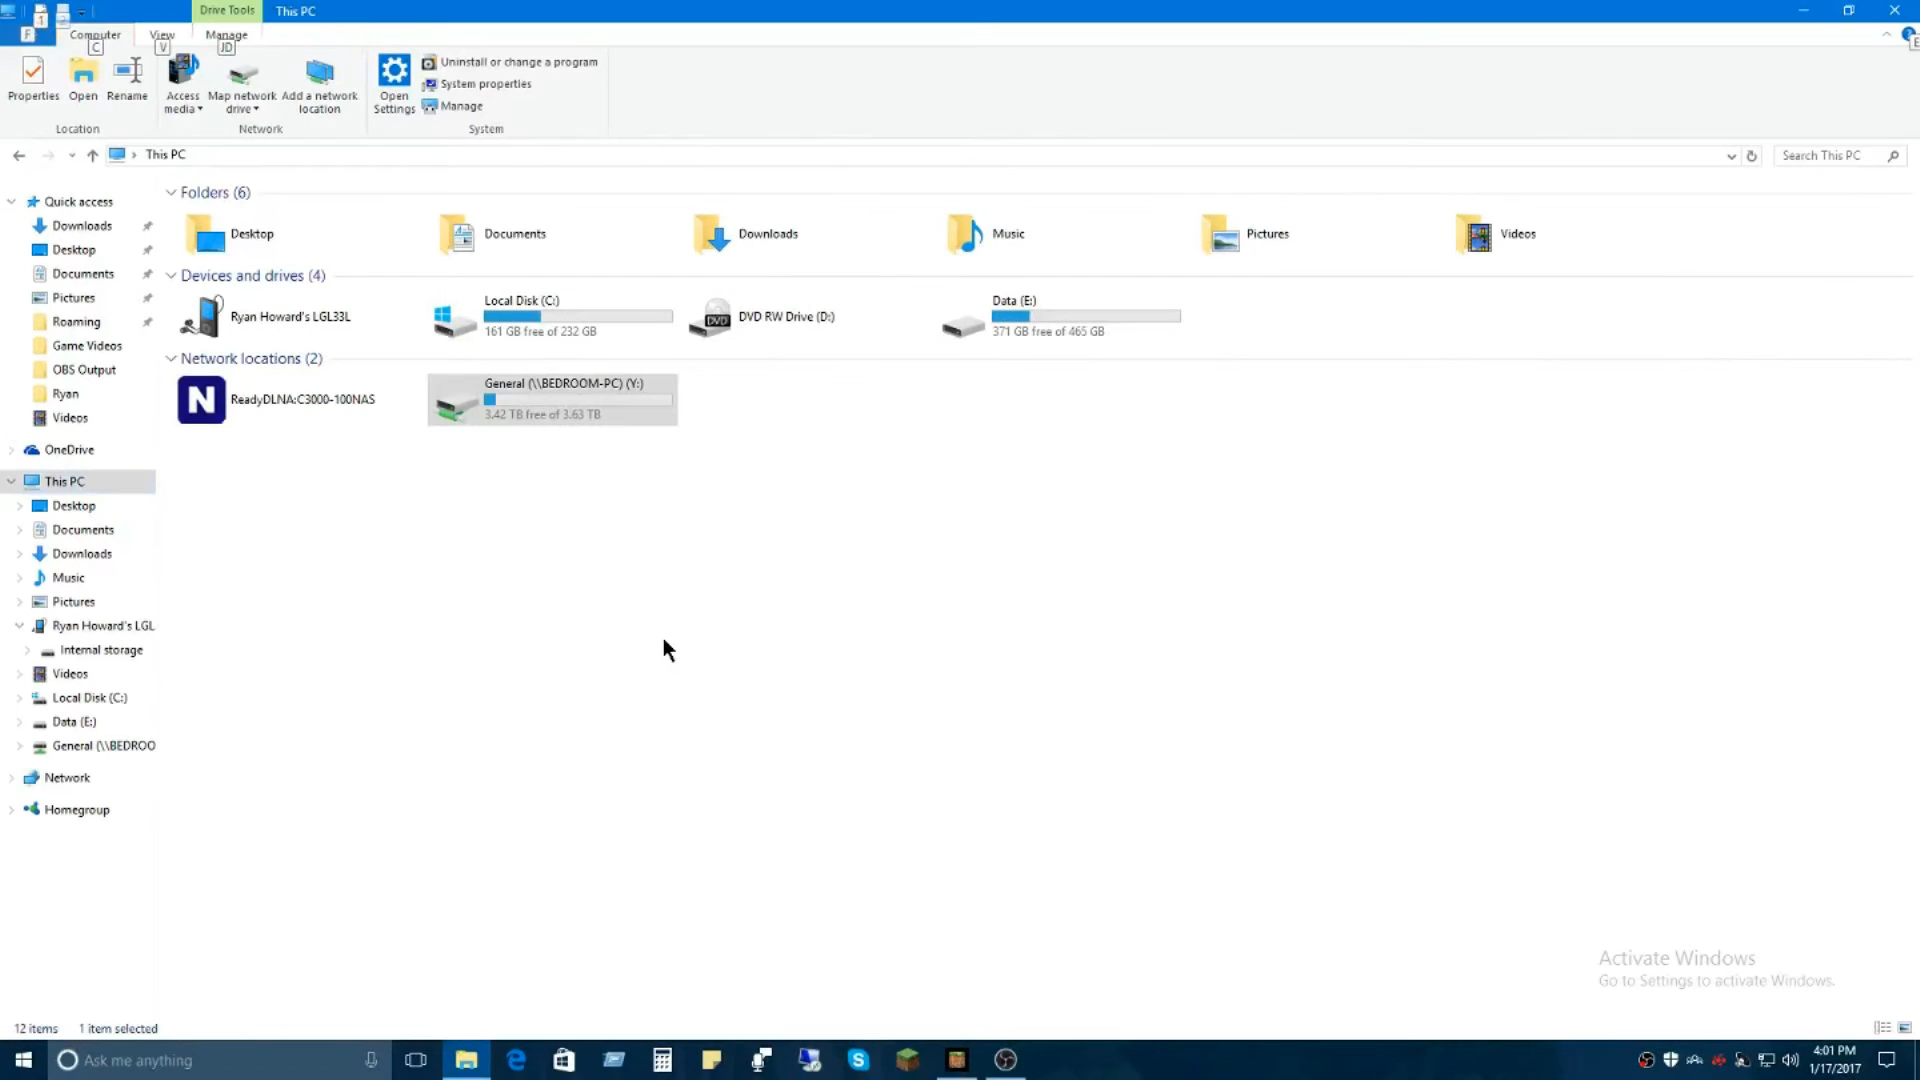 Drive Tools
This PC
1
2
F
Computer
C
View
V
Manage
JD
E
Properties
Open
Rename
Access media
Map network drive
Add a network location
Open Settings
Uninstall or change a program
System properties
Manage
Location
Network
System
This PC
Search This PC
Quick access
Downloads
Desktop
Documents
Pictures
Roaming
Game Videos
OBS Output
Ryan
Videos
OneDrive
This PC
Desktop
Documents
Downloads
Music
Pictures
Ryan Howard's LGL
Internal storage
Videos
Local Disk (C:)
Data (E:)
General (\\BEDROO
Network
Homegroup
Folders (6)
Desktop
Documents
Downloads
Music
Pictures
Videos
Devices and drives (4)
Ryan Howard's LGL33L
Local Disk (C:)
161 GB free of 232 GB
DVD
DVD RW Drive (D:)
Data (E:)
371 GB free of 465 GB
Network locations (2)
N
ReadyDLNA:C3000-100NAS
General (\\BEDROOM-PC) (Y:)
3.42 TB free of 3.63 TB
Activate Windows
Go to Settings to activate Windows.
12 items
1 item selected
Ask me anything
4:01 PM
1/17/2017